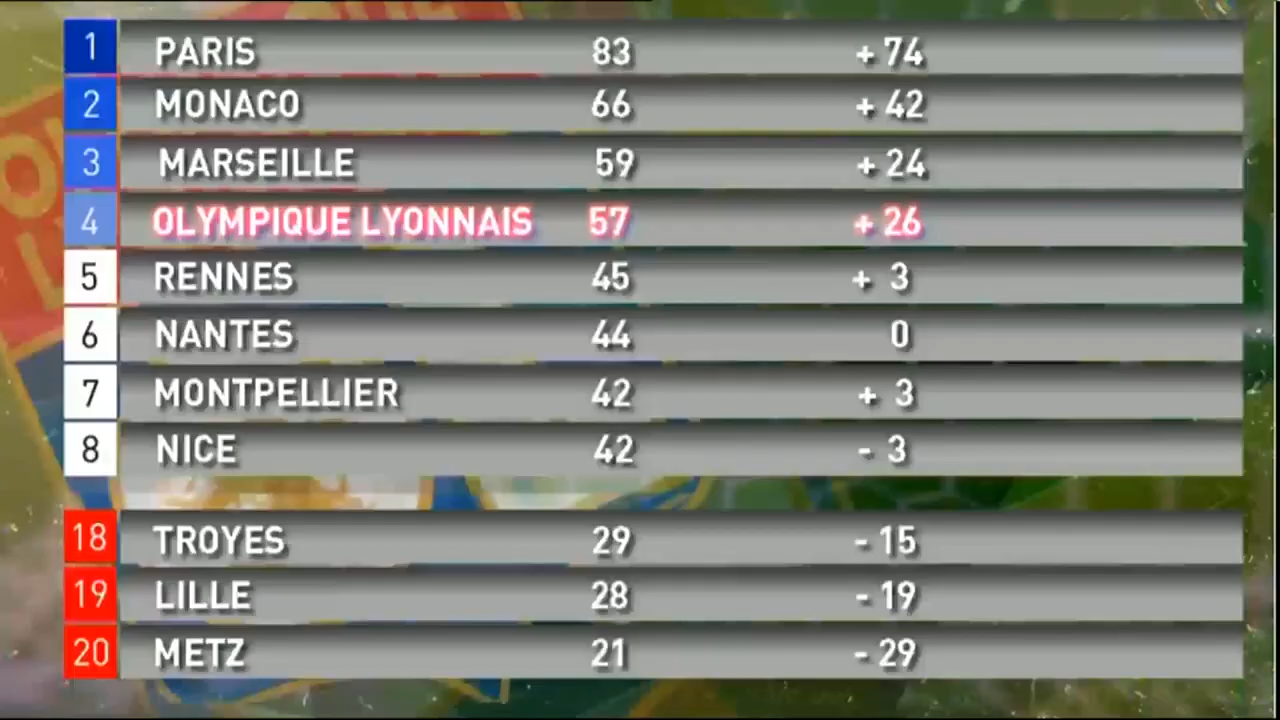 1 PARIS 83 + 74
2 MONACO 66 + 42
3 MARSEILLE 59 + 24
4 OLYMPIQUE LYONNAIS 57 + 26
5 RENNES 45 + 3
6 NANTES 44 0
7 MONTPELLIER 42 + 3
8 NICE 42 - 3
18 TROYES 29 - 15
19 LILLE 28 - 19
20 METZ 21 - 29